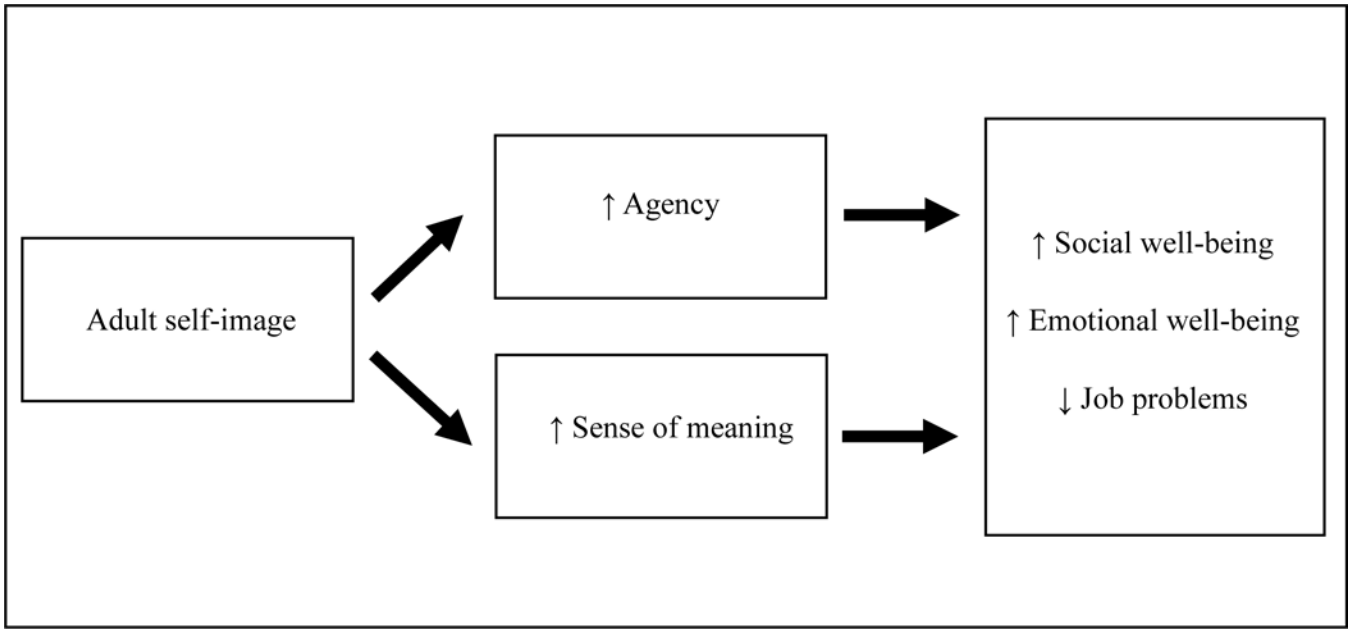 Adult self-image
↑ Agency
↑ Sense of meaning
↑ Social well-being
↑ Emotional well-being
↓ Job problems